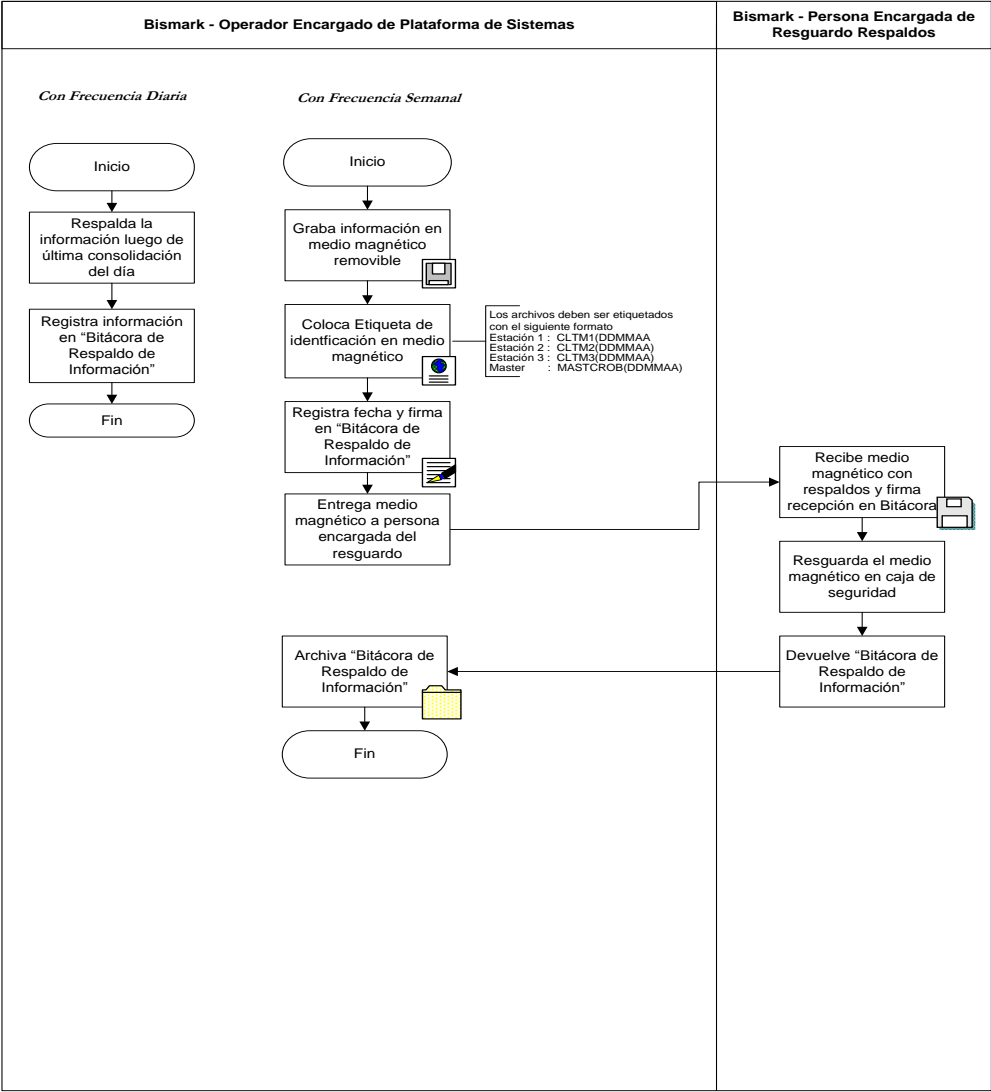 Bismark - Operador Encargado de Plataforma de Sistemas
Bismark - Persona Encargada de
Resguardo Respaldos
Con Frecuencia Diaria
Inicio
Respalda la
información luego de
última consolidación
del día
Registra información
en “Bitácora de
Respaldo de
Información”
Fin
Con Frecuencia Semanal
Inicio
Graba información en
medio magnético
removible
Coloca Etiqueta de
identficación en medio
magnético
Los archivos deben ser etiquetados
con el siguiente formato
Estación 1 : CLTM1(DDMMAA
Estación 2 : CLTM2(DDMMAA)
Estación 3 : CLTM3(DDMMAA)
Master : MASTCROB(DDMMAA)
Registra fecha y firma
en “Bitácora de
Respaldo de
Información”
Entrega medio
magnético a persona
encargada del
resguardo
Recibe medio
magnético con
respaldos y firma
recepción en Bitácora
Resguarda el medio
magnético en caja de
seguridad
Devuelve “Bitácora de
Respaldo de
Información”
Archiva “Bitácora de
Respaldo de
Información”
Fin